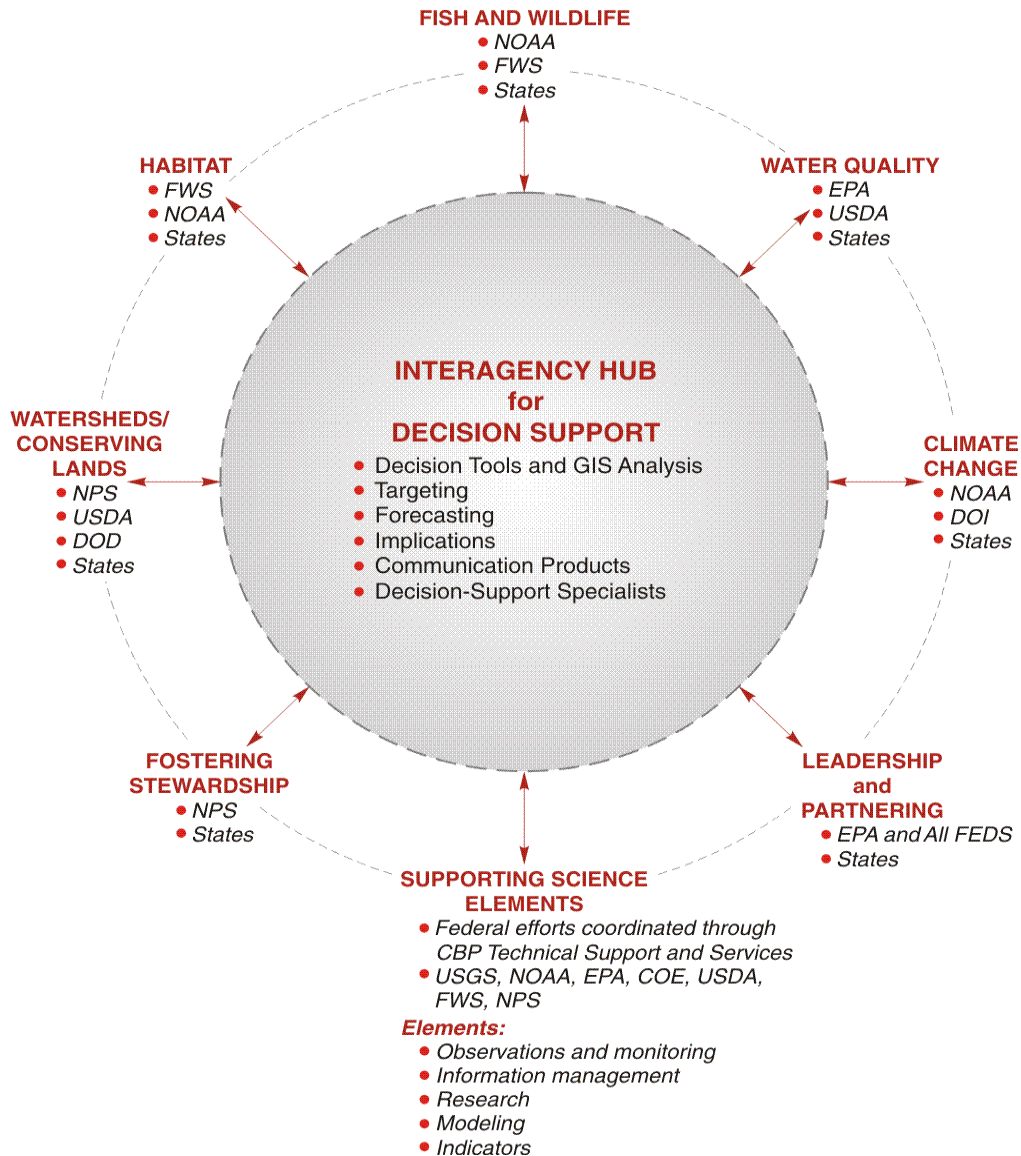 FISH AND WILDLIFE
• NOAA
• FWS
• States
HABITAT
• FWS
• NOAA
• States
WATER QUALITY
• EPA
• USDA
• States
INTERAGENCY HUB
for
DECISION SUPPORT
• Decision Tools and GIS Analysis
• Targeting
• Forecasting
• Implications
• Communication Products
• Decision-Support Specialists
WATERSHEDS/
CONSERVING
LANDS
• NPS
• USDA
• DOD
• States
CLIMATE
CHANGE
• NOAA
• DOI
• States
FOSTERING
STEWARDSHIP
• NPS
• States
LEADERSHIP
and
PARTNERING
• EPA and All FEDS
• States
SUPPORTING SCIENCE
ELEMENTS
• Federal efforts coordinated through
CBP Technical Support and Services
• USGS, NOAA, EPA, COE, USDA,
FWS, NPS
Elements:
• Observations and monitoring
• Information management
• Research
• Modeling
• Indicators